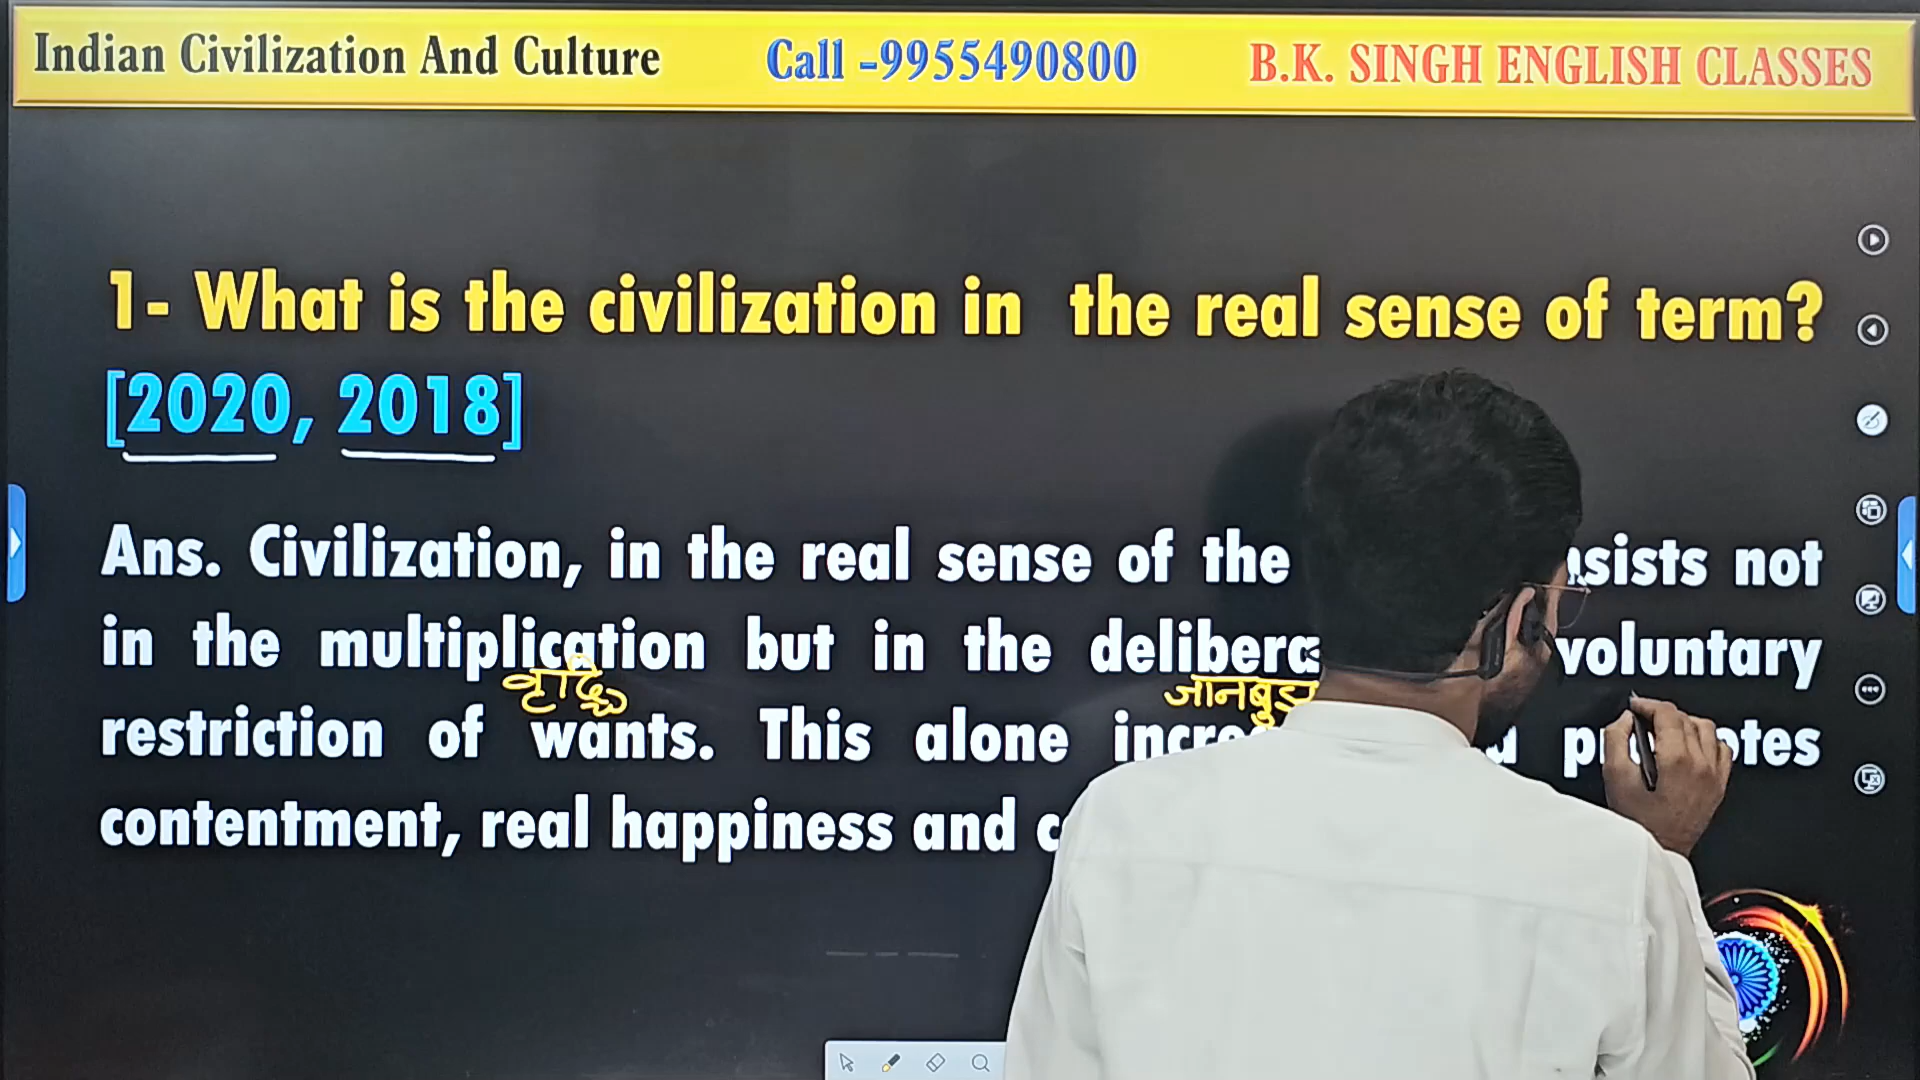 Indian Civilization And Culture Call -9955490800 B.K. SINGH ENGLISH CLASSES
1- What is the civilization in the real sense of term?
[2020, 2018]
Ans. Civilization, in the real sense of the not
in the multiplication but in the voluntary
वृद्धि
restriction of wants. This alone
contentment, real happiness and